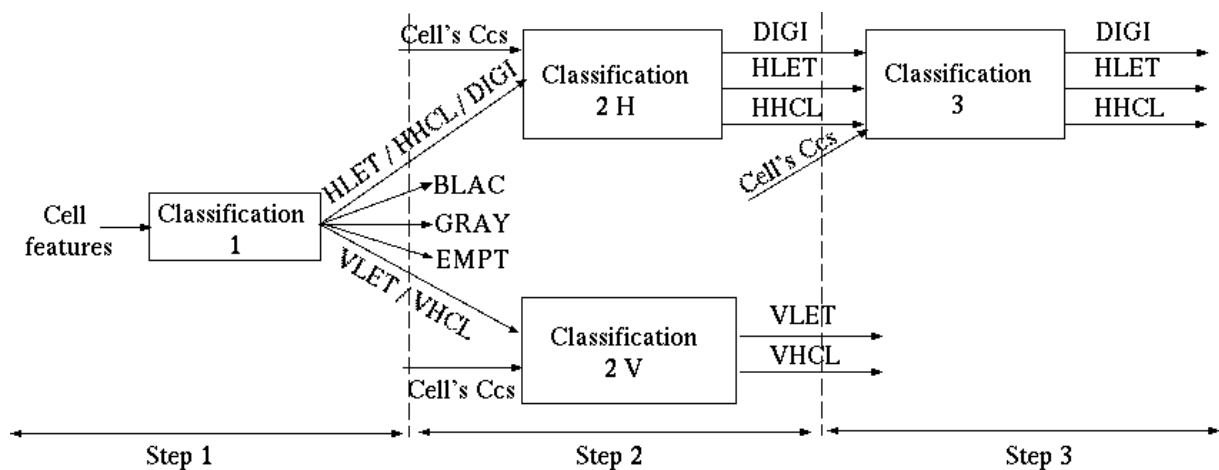 Cell
features
Classification
1
HLET / HHCL / DIGI
BLAC
GRAY
EMPT
VLET / VHCL
Cell's Ccs
Classification
2 H
DIGI
HLET
HHCL
Cell's Ccs
Classification
2 V
VLET
VHCL
Cell's Ccs
Classification
3
DIGI
HLET
HHCL
Step 1
Step 2
Step 3